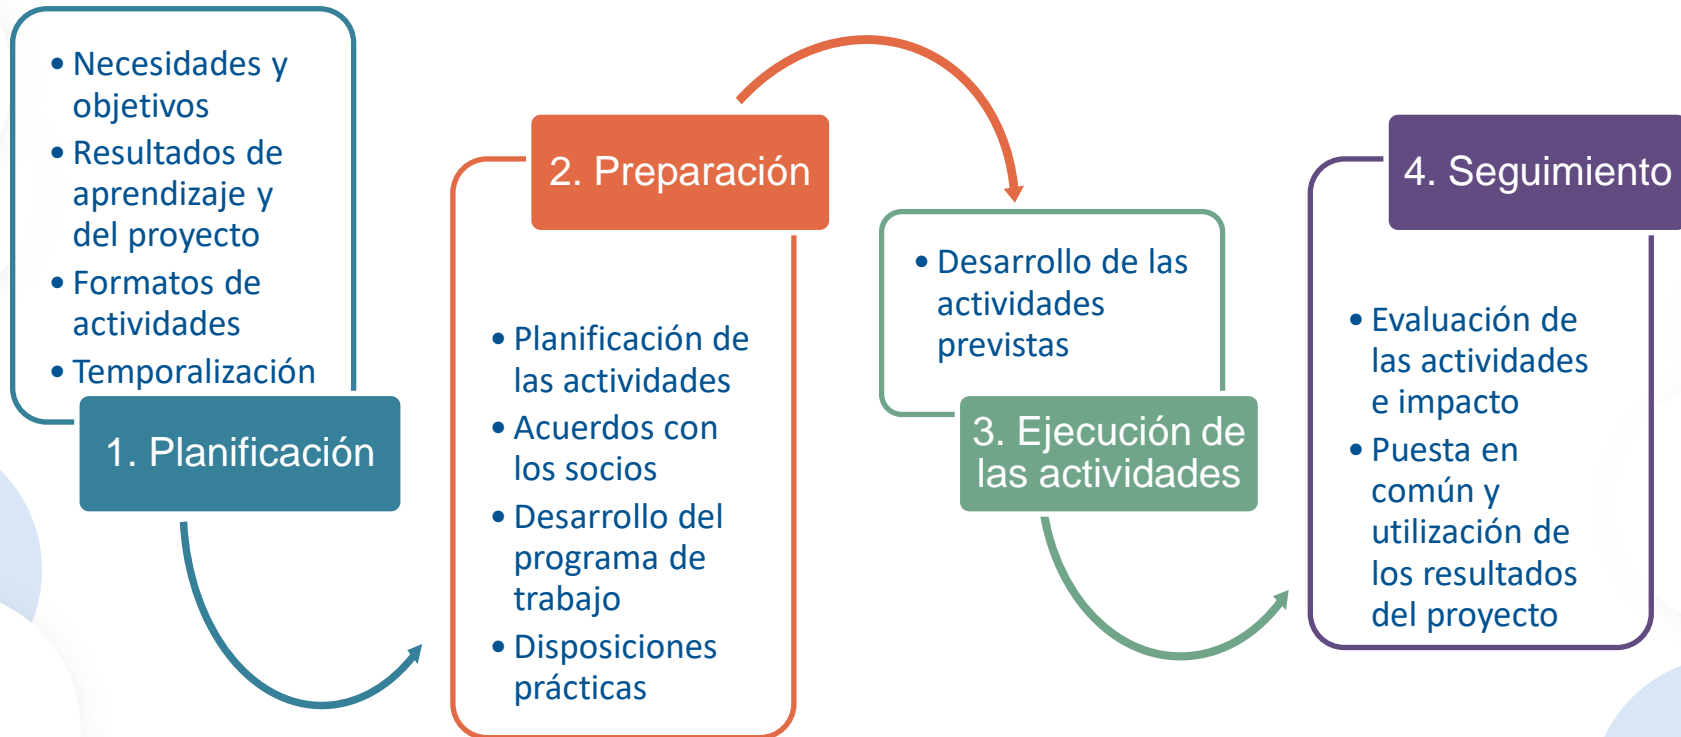 • Necesidades y
objetivos
• Resultados de
aprendizaje y
del proyecto
• Formatos de
actividades
• Temporalización
1. Planificación
2. Preparación
• Planificación de
las actividades
• Acuerdos con
los socios
• Desarrollo del
programa de
trabajo
• Disposiciones
prácticas
• Desarrollo de las
actividades
previstas
3. Ejecución de
las actividades
4. Seguimiento
• Evaluación de
las actividades
e impacto
• Puesta en
común y
utilización de
los resultados
del proyecto